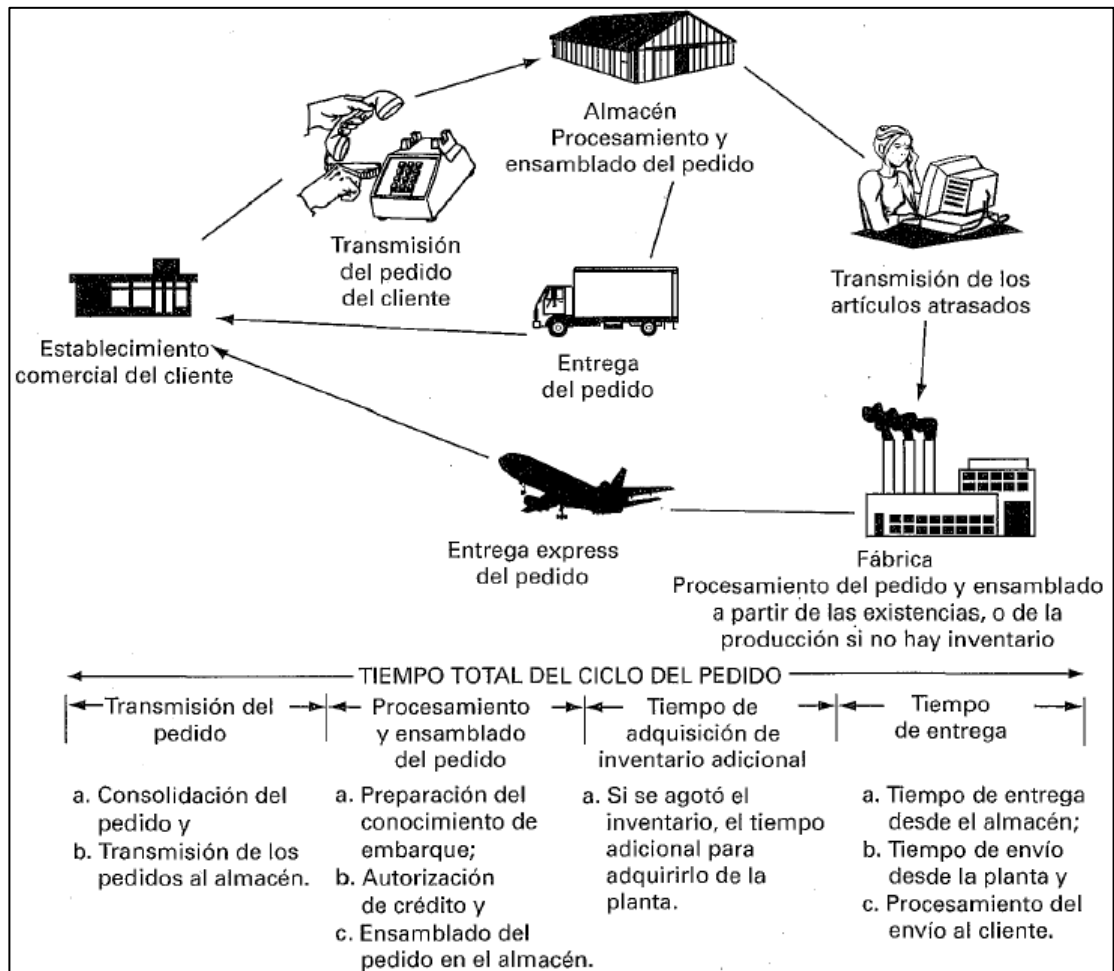 Almacén
Procesamiento y
ensamblado del pedido
Transmisión
del pedido
del cliente
Transmisión de los
artículos atrasados
Establecimiento
comercial del cliente
Entrega
del pedido
Entrega express
del pedido
Fábrica
Procesamiento del pedido y ensamblado
a partir de las existencias, o de la
producción si no hay inventario
TIEMPO TOTAL DEL CICLO DEL PEDIDO
Transmisión del
pedido
Procesamiento
y ensamblado
del pedido
Tiempo de
adquisición de
inventario adicional
Tiempo
de entrega
a. Consolidación del
pedido y
b. Transmisión de los
pedidos al almacén.
a. Preparación del
conocimiento de
embarque;
b. Autorización
de crédito y
c. Ensamblado del
pedido en el almacén.
a. Si se agotó el
inventario, el tiempo
adicional para
adquirirlo de la
planta.
a. Tiempo de entrega
desde el almacén;
b. Tiempo de envío
desde la planta y
c. Procesamiento del
envío al cliente.